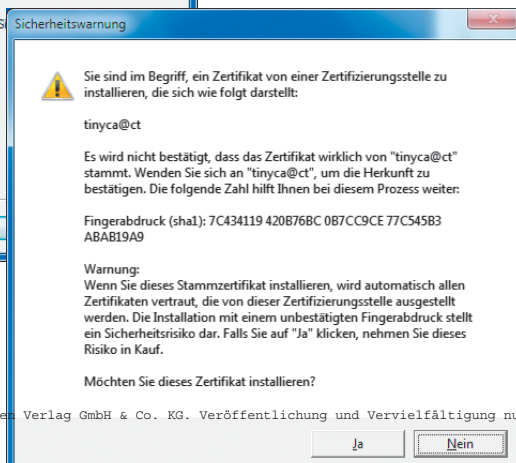 Sicherheitswarnung
Sie sind im Begriff, ein Zertifikat von einer Zertifizierungsstelle zu
installieren, die sich wie folgt darstellt:
tinyca@ct
Es wird nicht bestätigt, dass das Zertifikat wirklich von "tinyca@ct"
stammt. Wenden Sie sich an "tinyca@ct", um die Herkunft zu
bestätigen. Die folgende Zahl hilft Ihnen bei diesem Prozess weiter:
Fingerabdruck (sha1): 7C434119 420B76BC 0B7CC9CE 77C545B3
ABAB19A9
Warnung:
Wenn Sie dieses Stammzertifikat installieren, wird automatisch allen
Zertifikaten vertraut, die von dieser Zertifizierungsstelle ausgestellt
werden. Die Installation mit einem unbestätigten Fingerabdruck stellt
ein Sicherheitsrisiko dar. Falls Sie auf "Ja" klicken, nehmen Sie dieses
Risiko in Kauf.
Möchten Sie dieses Zertifikat installieren?
en Verlag GmbH & Co. KG. Veröffentlichung und Vervielfältigung nu
Ja
Nein